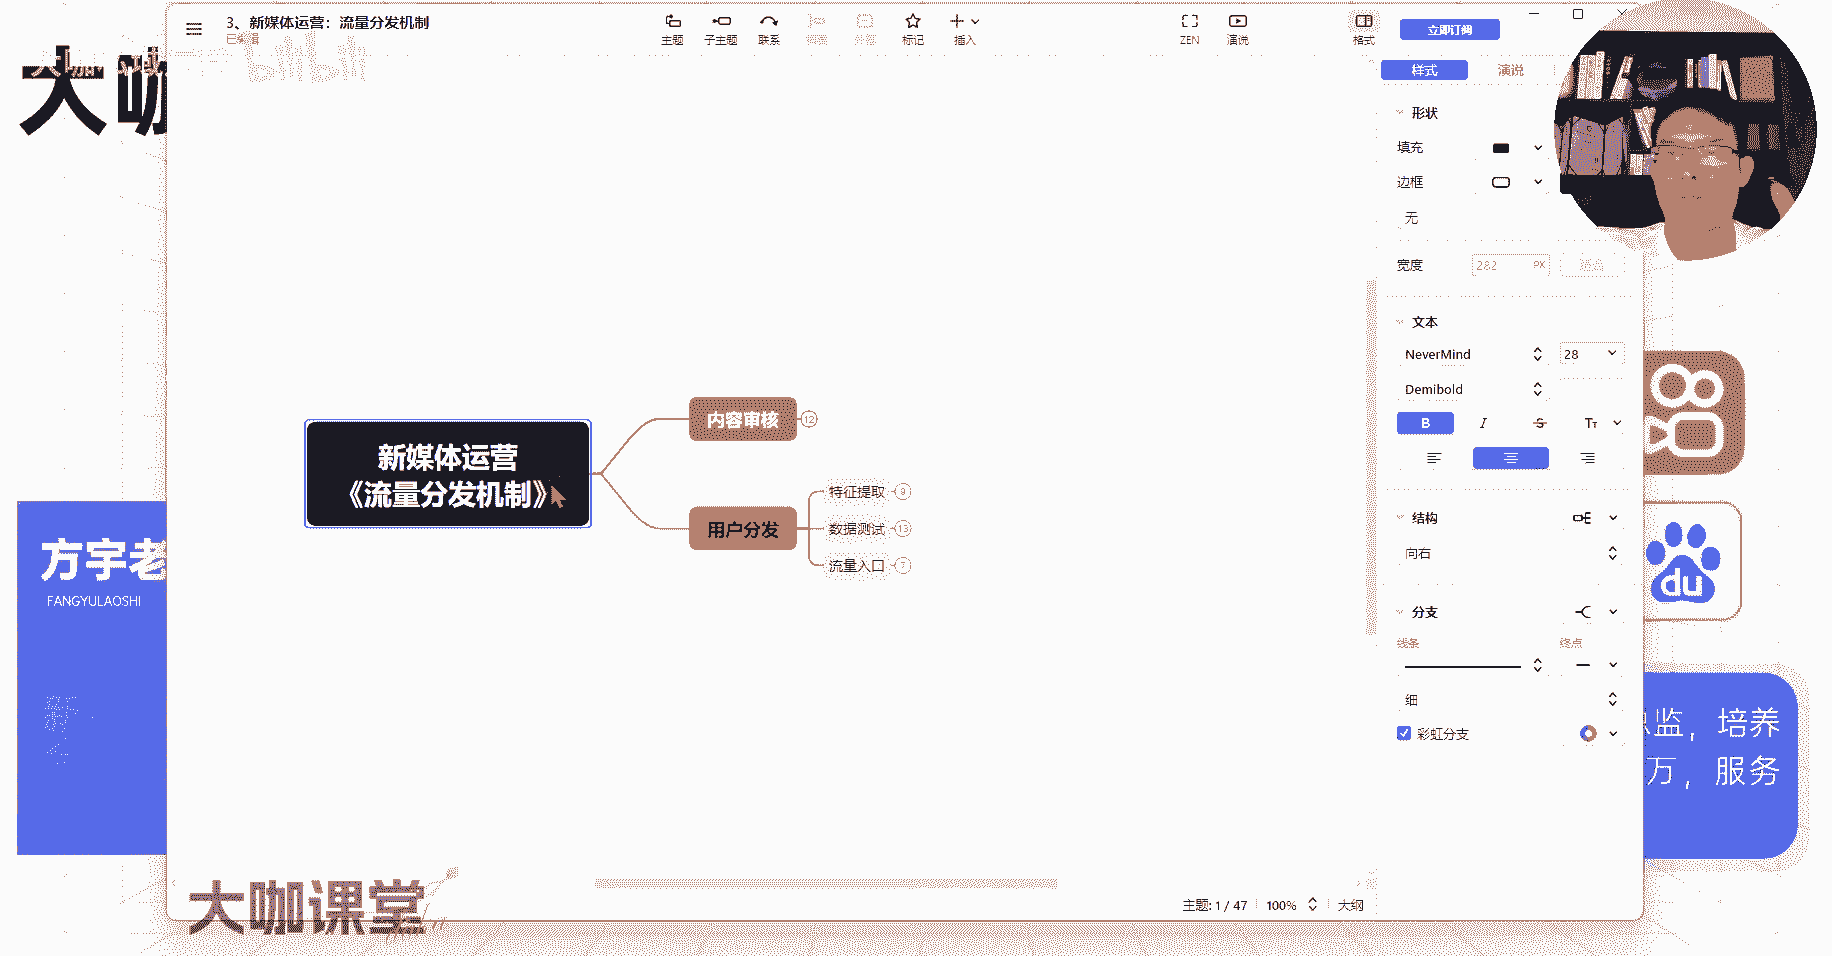 3、新媒体运营：流量分发机制
已编辑
主题
子主题
联系
标记
插入
ZEN
演说
格式
立即订阅
大咖
bilibili
样式
演说
形状
填充
边框
无
宽度
282
PX
文本
NeverMind
28
Demibold
B
I
S
Tт
结构
向右
分支
线条
终点
细
彩虹分支
新媒体运营
《流量分发机制》
内容审核
12
用户分发
特征提取
9
数据测试
13
流量入口
7
方宇老
FANGYULAOSHI
du
监，培养
万，服务
大咖课堂
主题: 1 / 47
100%
大纲